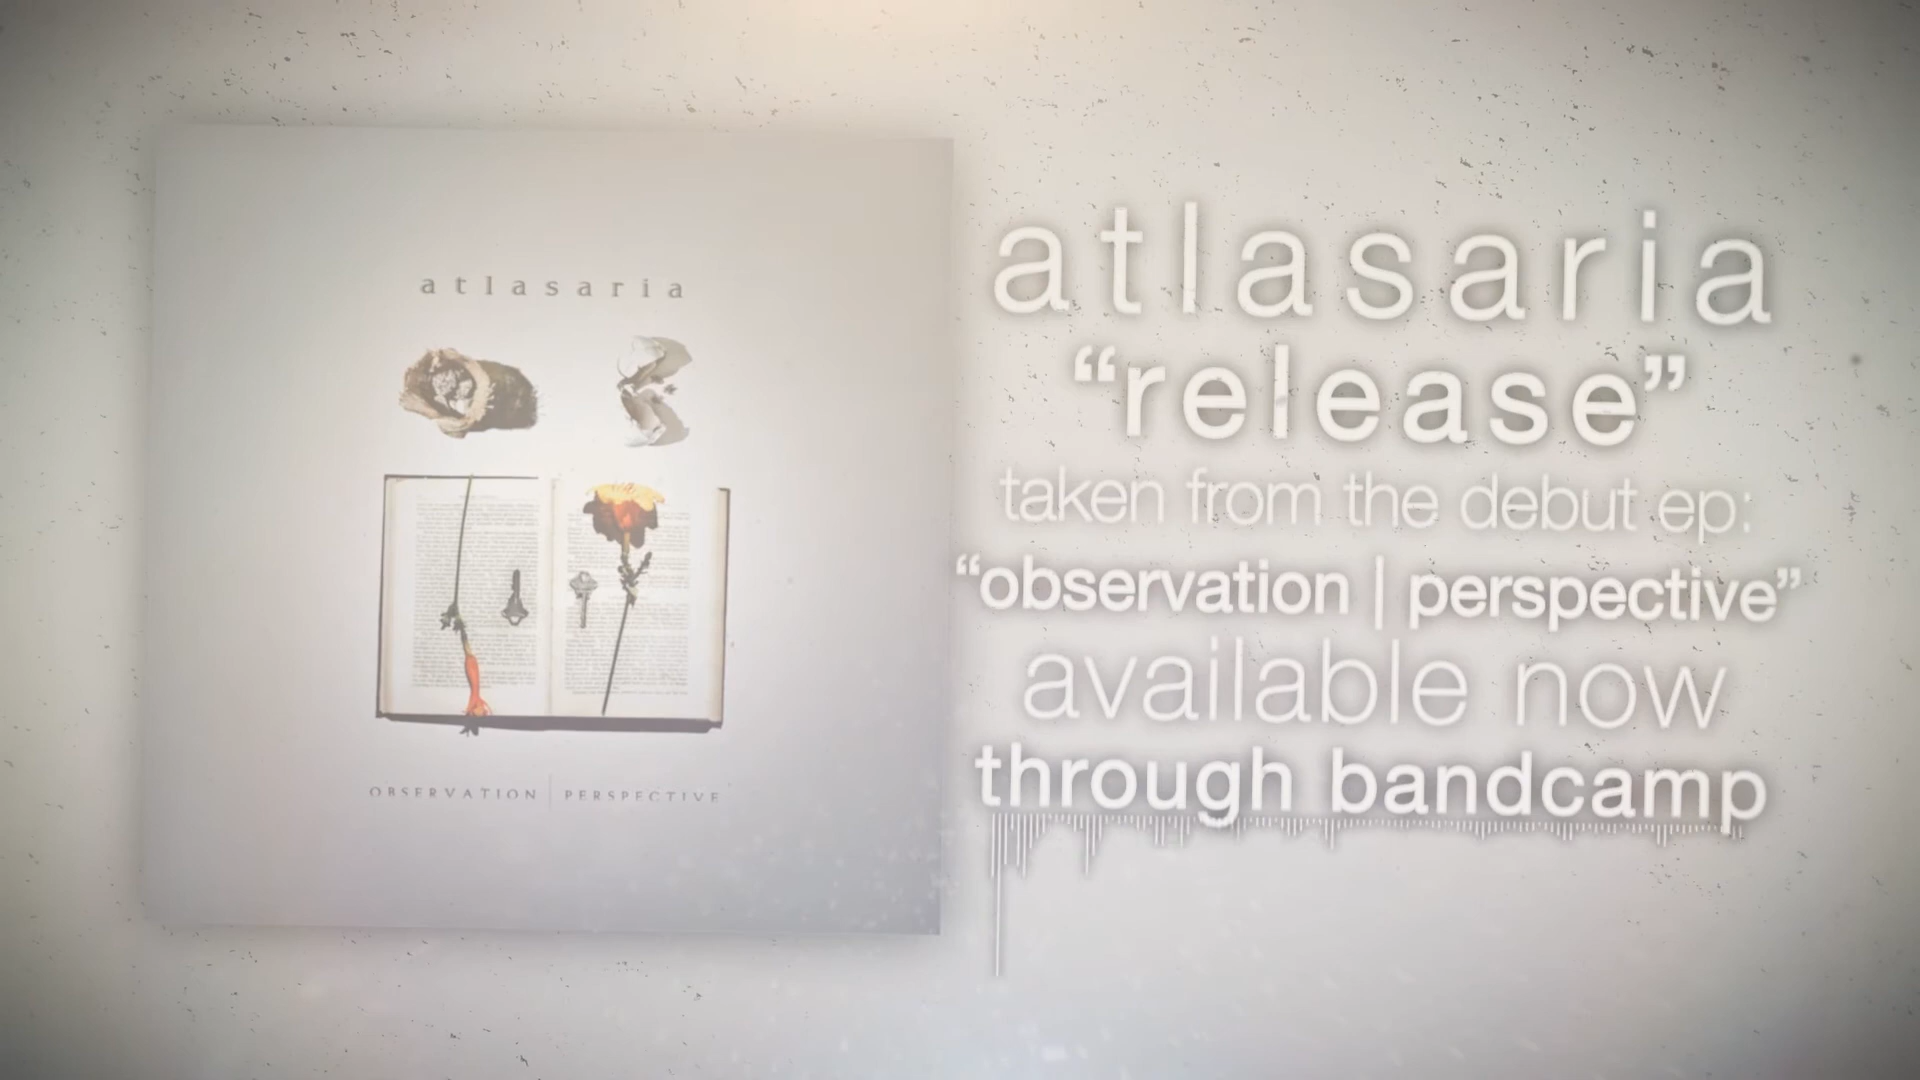 atlasaria
OBSERVATION | PERSPECTIVE
atlasaria
“release”
taken from the debut ep:
“observation | perspective”
available now
through bandcamp